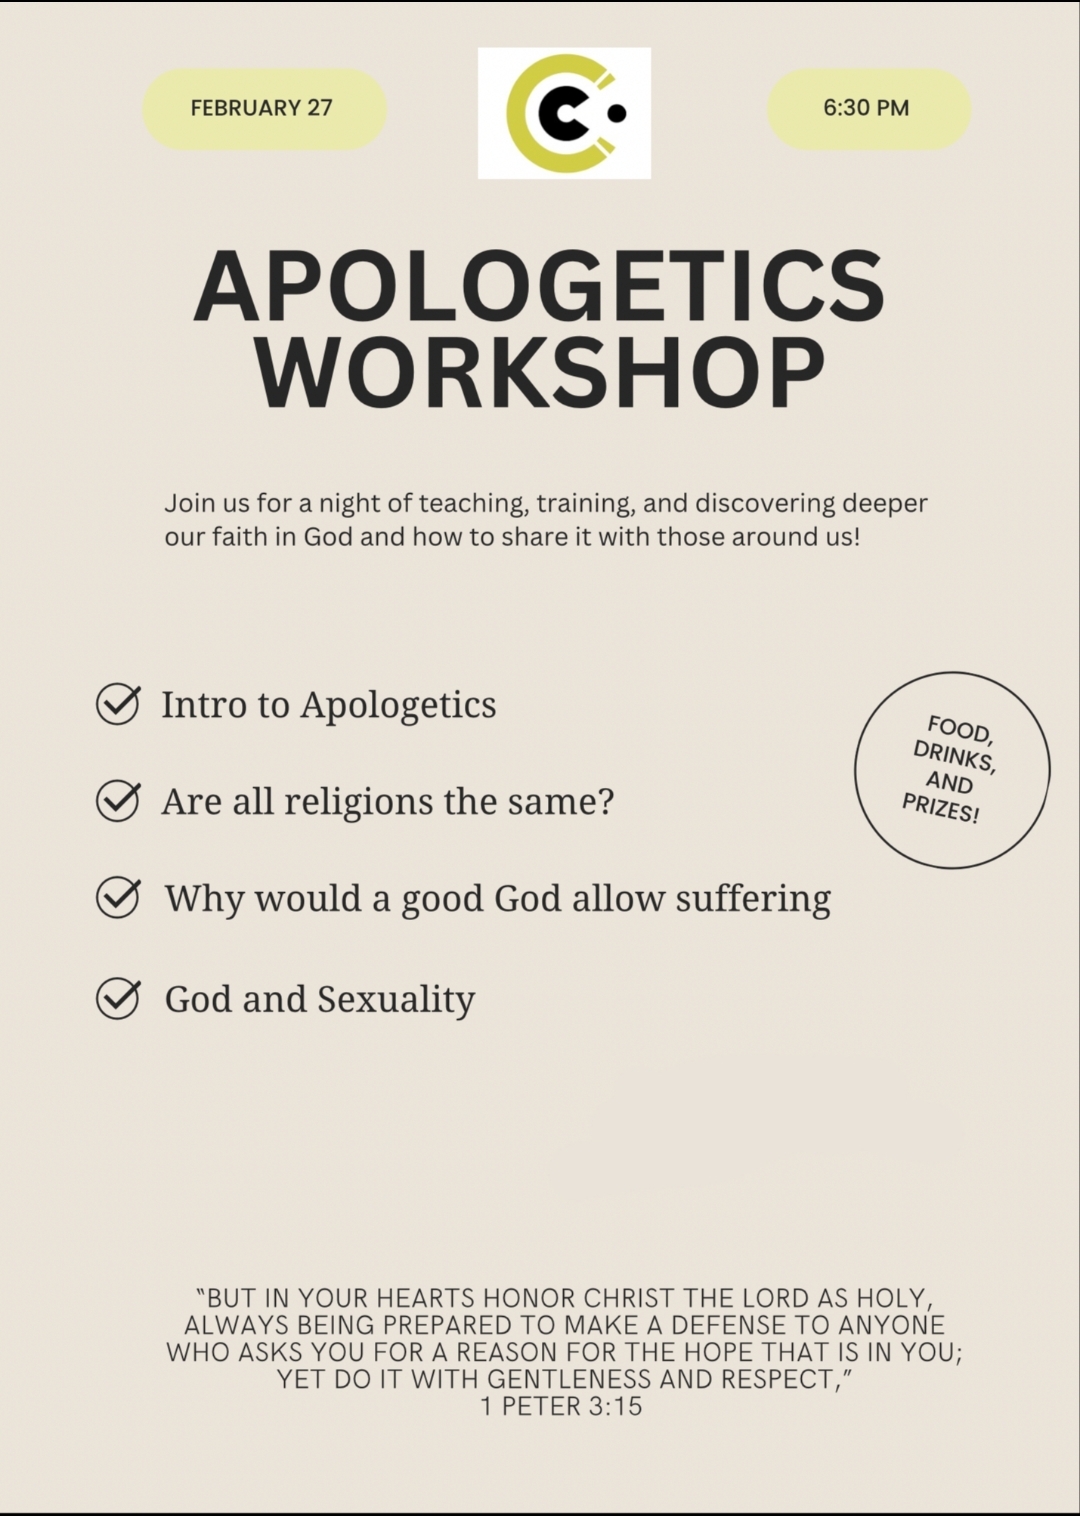 FEBRUARY 27
6:30 PM
APOLOGETICS
WORKSHOP
Join us for a night of teaching, training, and discovering deeper
our faith in God and how to share it with those around us!
Intro to Apologetics
Are all religions the same?
Why would a good God allow suffering
God and Sexuality
FOOD,
DRINKS,
AND
PRIZES!
“BUT IN YOUR HEARTS HONOR CHRIST THE LORD AS HOLY,
ALWAYS BEING PREPARED TO MAKE A DEFENSE TO ANYONE
WHO ASKS YOU FOR A REASON FOR THE HOPE THAT IS IN YOU;
YET DO IT WITH GENTLENESS AND RESPECT,”
1 PETER 3:15